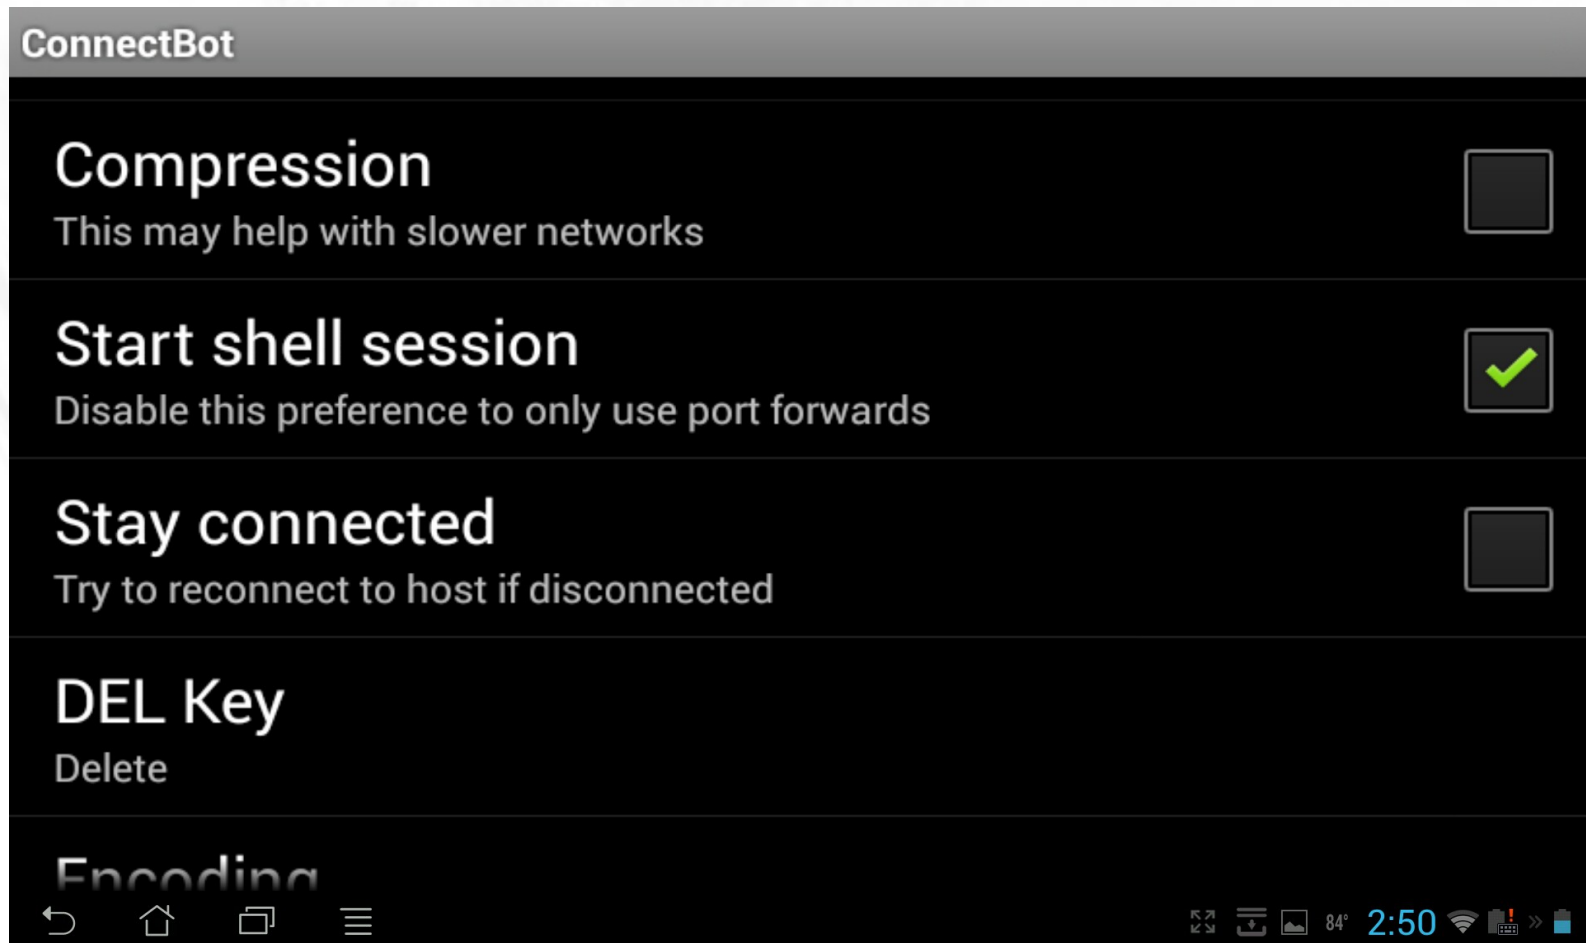 ConnectBot
Compression
This may help with slower networks
Start shell session
Disable this preference to only use port forwards
Stay connected
Try to reconnect to host if disconnected
DEL Key
Delete
Encoding
84° 2:50